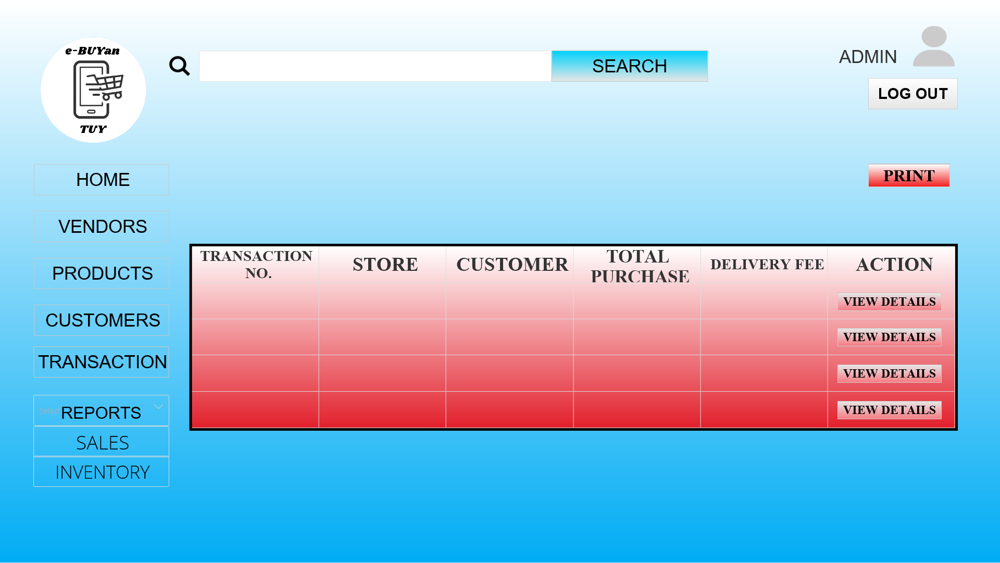 e-BUYan
TUY
SEARCH
ADMIN
LOG OUT
HOME
VENDORS
PRODUCTS
CUSTOMERS
TRANSACTION
Select
REPORTS
SALES
INVENTORY
PRINT
TRANSACTION
NO.
STORE
CUSTOMER
TOTAL
PURCHASE
DELIVERY FEE
ACTION
VIEW DETAILS
VIEW DETAILS
VIEW DETAILS
VIEW DETAILS